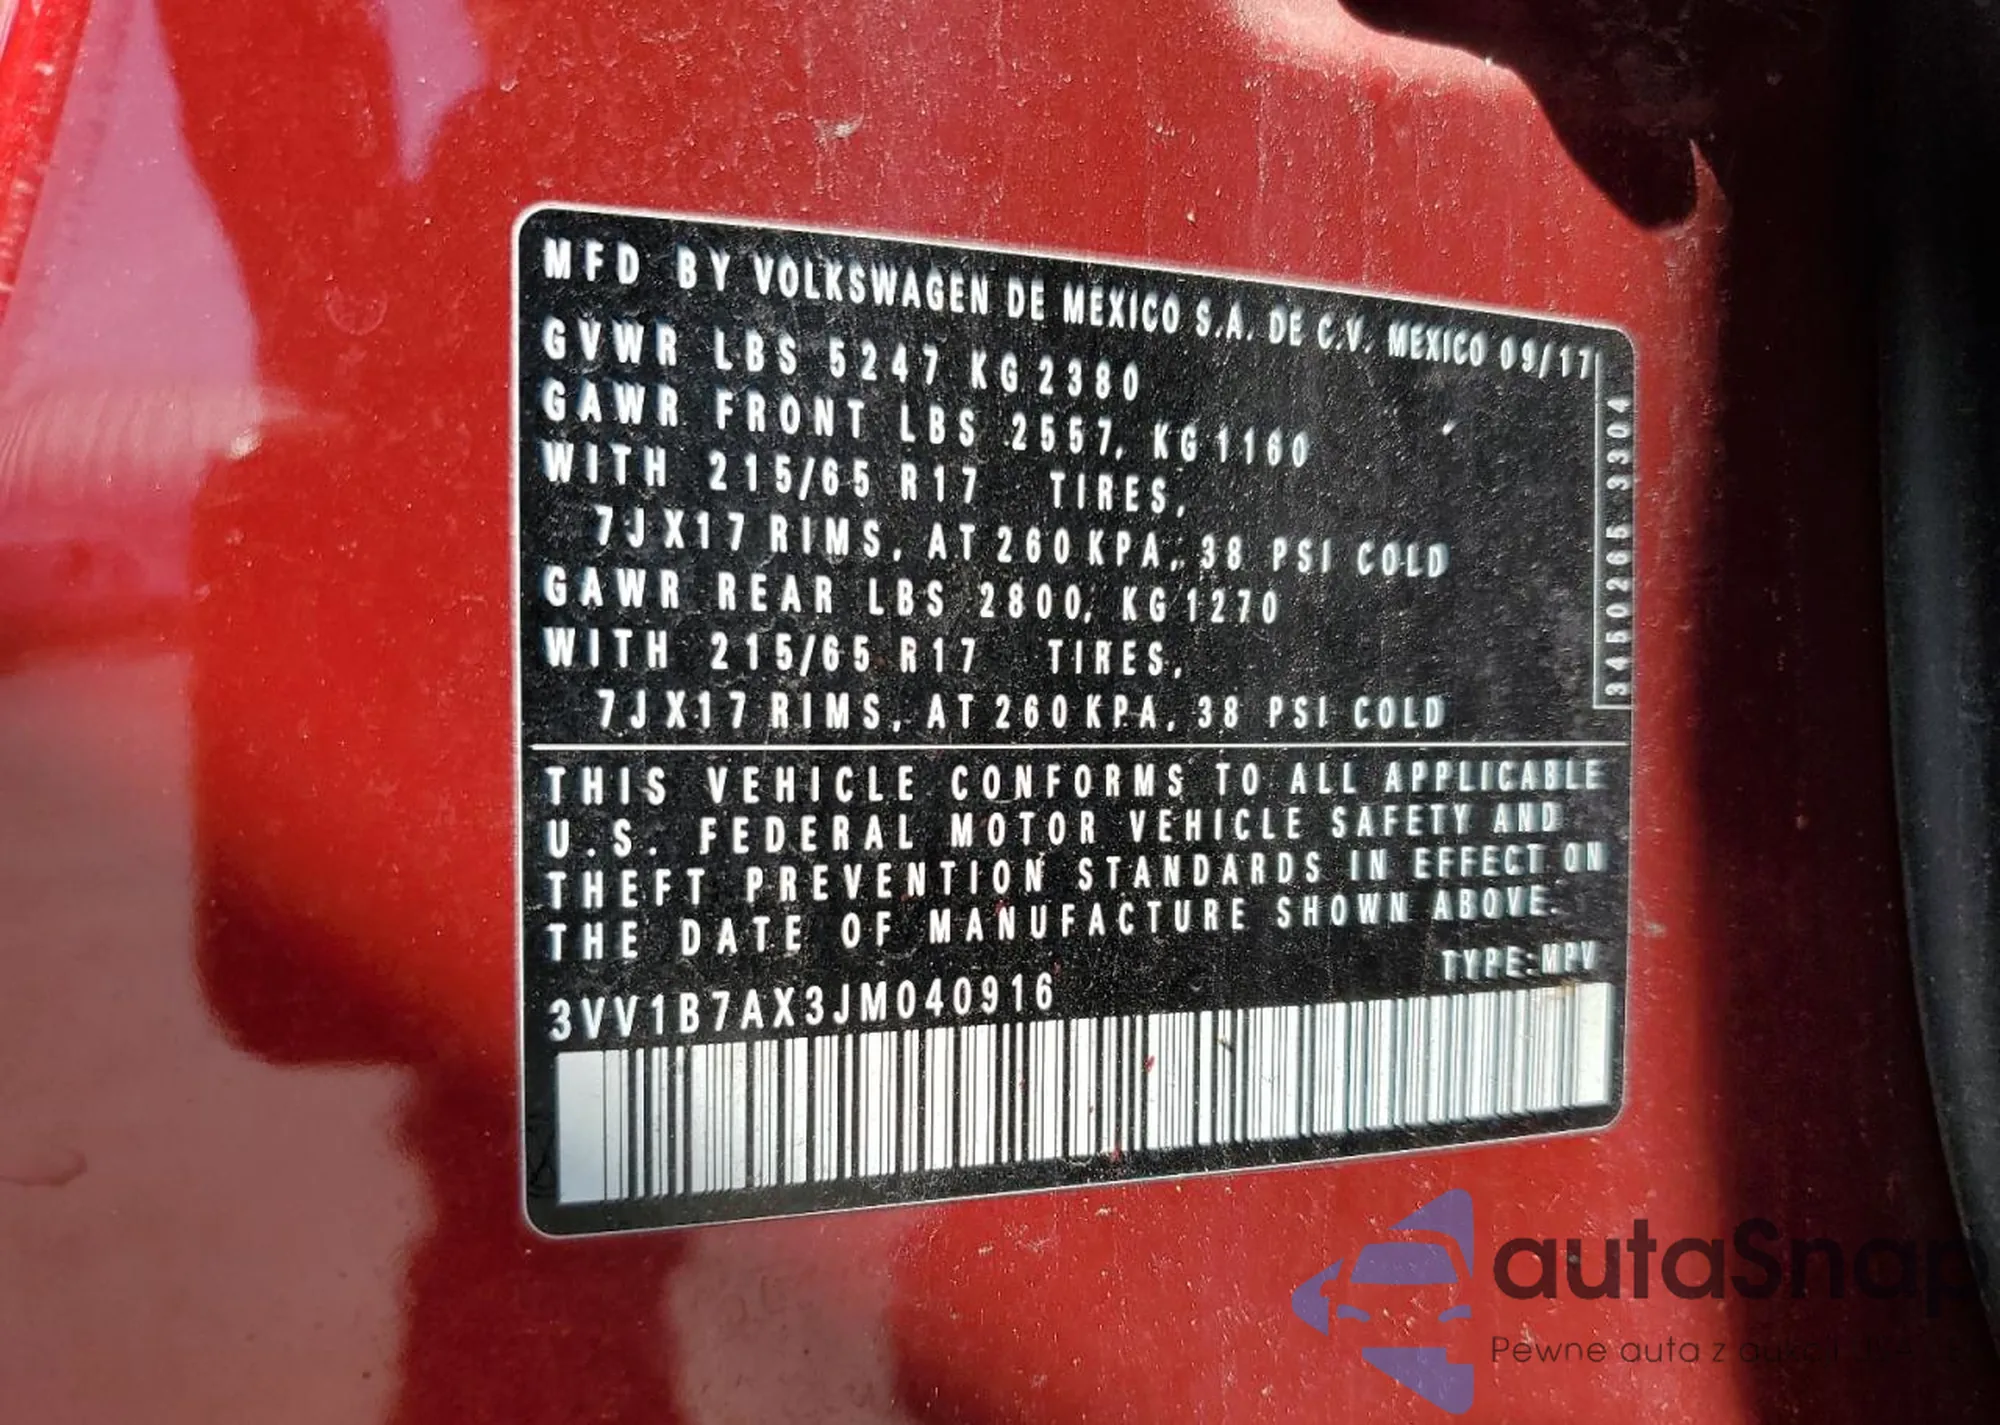 MFD BY VOLKSWAGEN DE MEXICO S.A. DE C.V. MEXICO 09/17
GVWR LBS 5247 KG 2380
GAWR FRONT LBS 2557, KG 1160
WITH 215/65 R17 TIRES,
7JX17 RIMS, AT 260 KPA, 38 PSI COLD
GAWR REAR LBS 2800, KG 1270
WITH 215/65 R17 TIRES,
7JX17 RIMS, AT 260 KPA, 38 PSI COLD
3450265 3304
THIS VEHICLE CONFORMS TO ALL APPLICABLE
U.S. FEDERAL MOTOR VEHICLE SAFETY AND
THEFT PREVENTION STANDARDS IN EFFECT ON
THE DATE OF MANUFACTURE SHOWN ABOVE.
TYPE:MPV
3VV1B7AX3JM040916
autaSnap
Pewne auta z